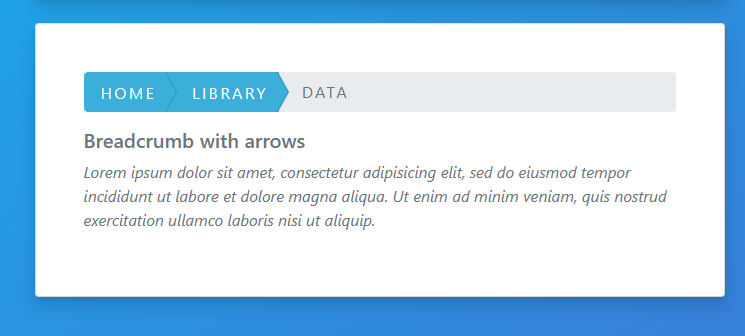 HOME LIBRARY DATA
Breadcrumb with arrows
Lorem ipsum dolor sit amet, consectetur adipisicing elit, sed do eiusmod tempor
incididunt ut labore et dolore magna aliqua. Ut enim ad minim veniam, quis nostrud
exercitation ullamco laboris nisi ut aliquip.